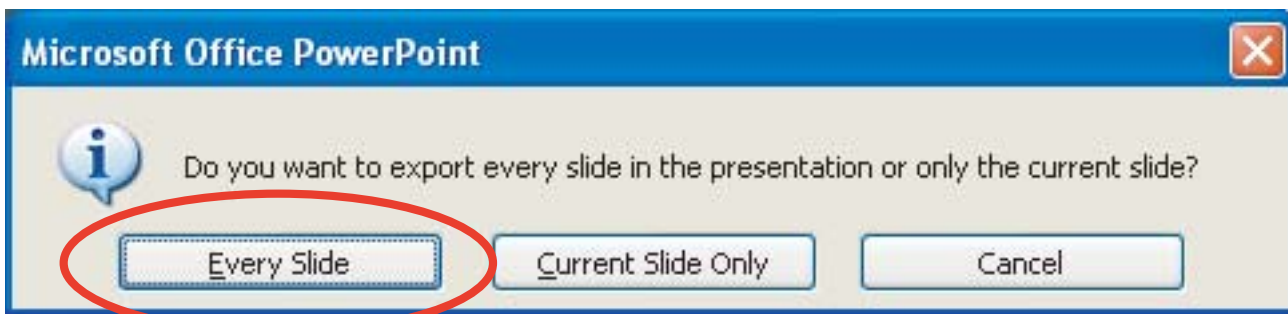 Microsoft Office PowerPoint
Do you want to export every slide in the presentation or only the current slide?
Every Slide Current Slide Only Cancel